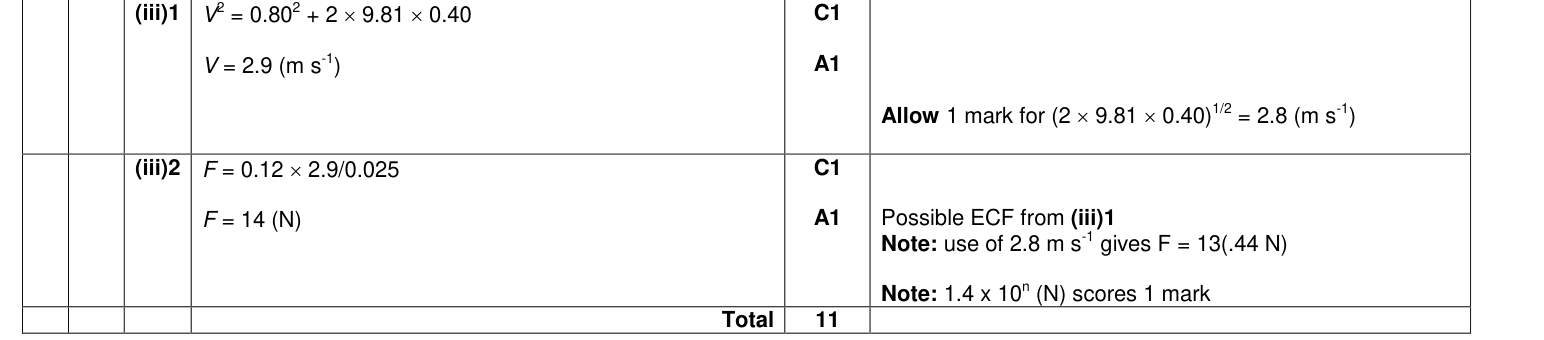 (iii)1 V² = 0.80² + 2 × 9.81 × 0.40 C1
V = 2.9 (m s⁻¹) A1
Allow 1 mark for (2 × 9.81 × 0.40)¹ᐟ² = 2.8 (m s⁻¹)
(iii)2 F = 0.12 × 2.9/0.025 C1
F = 14 (N) A1 Possible ECF from (iii)1
Note: use of 2.8 m s⁻¹ gives F = 13(.44 N)
Note: 1.4 x 10ⁿ (N) scores 1 mark
Total 11